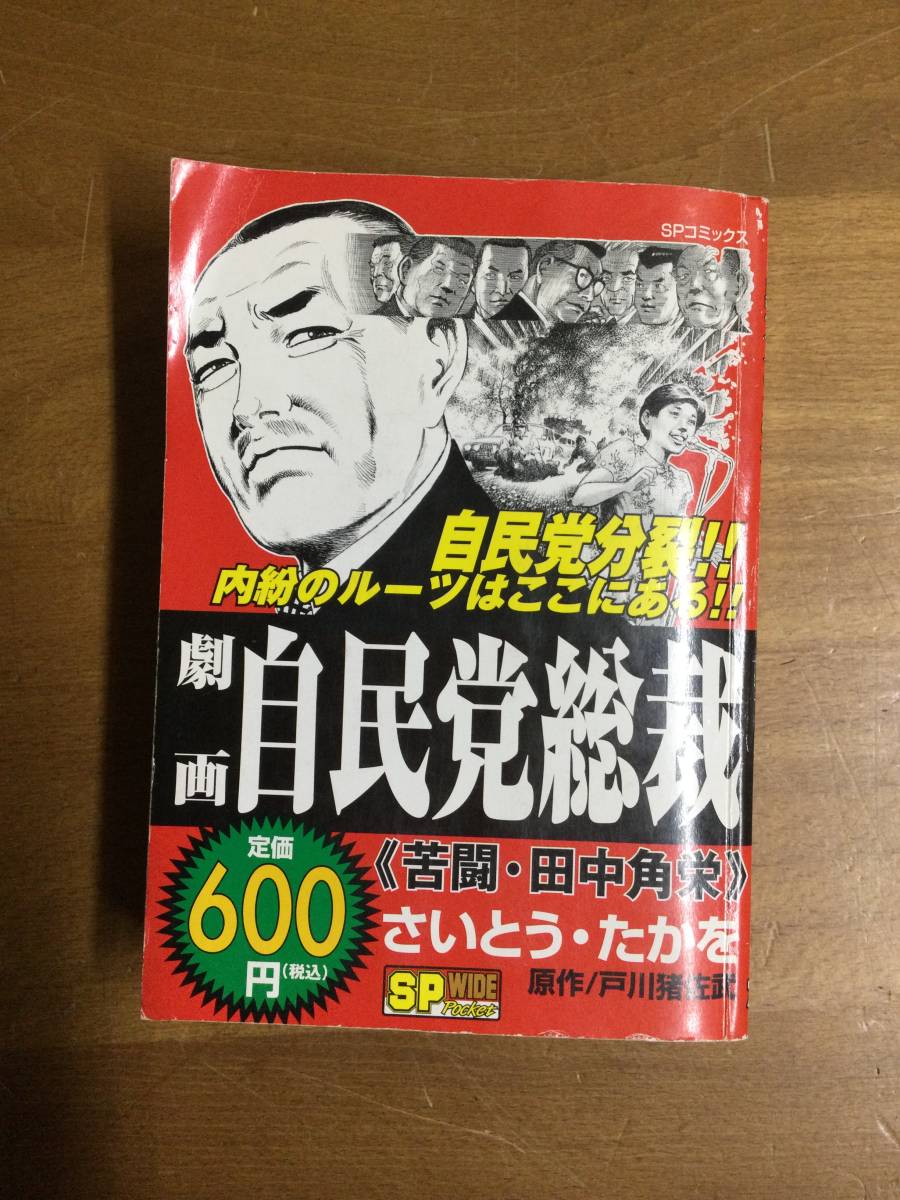 SPコミックス
自民党分裂!!
内紛のルーツはここにある!!
劇画
自民党総裁
《苦闘・田中角栄》
さいとう・たかを
原作/戸川猪佐武
定価
600
円(税込)
SP WIDE
Pocket